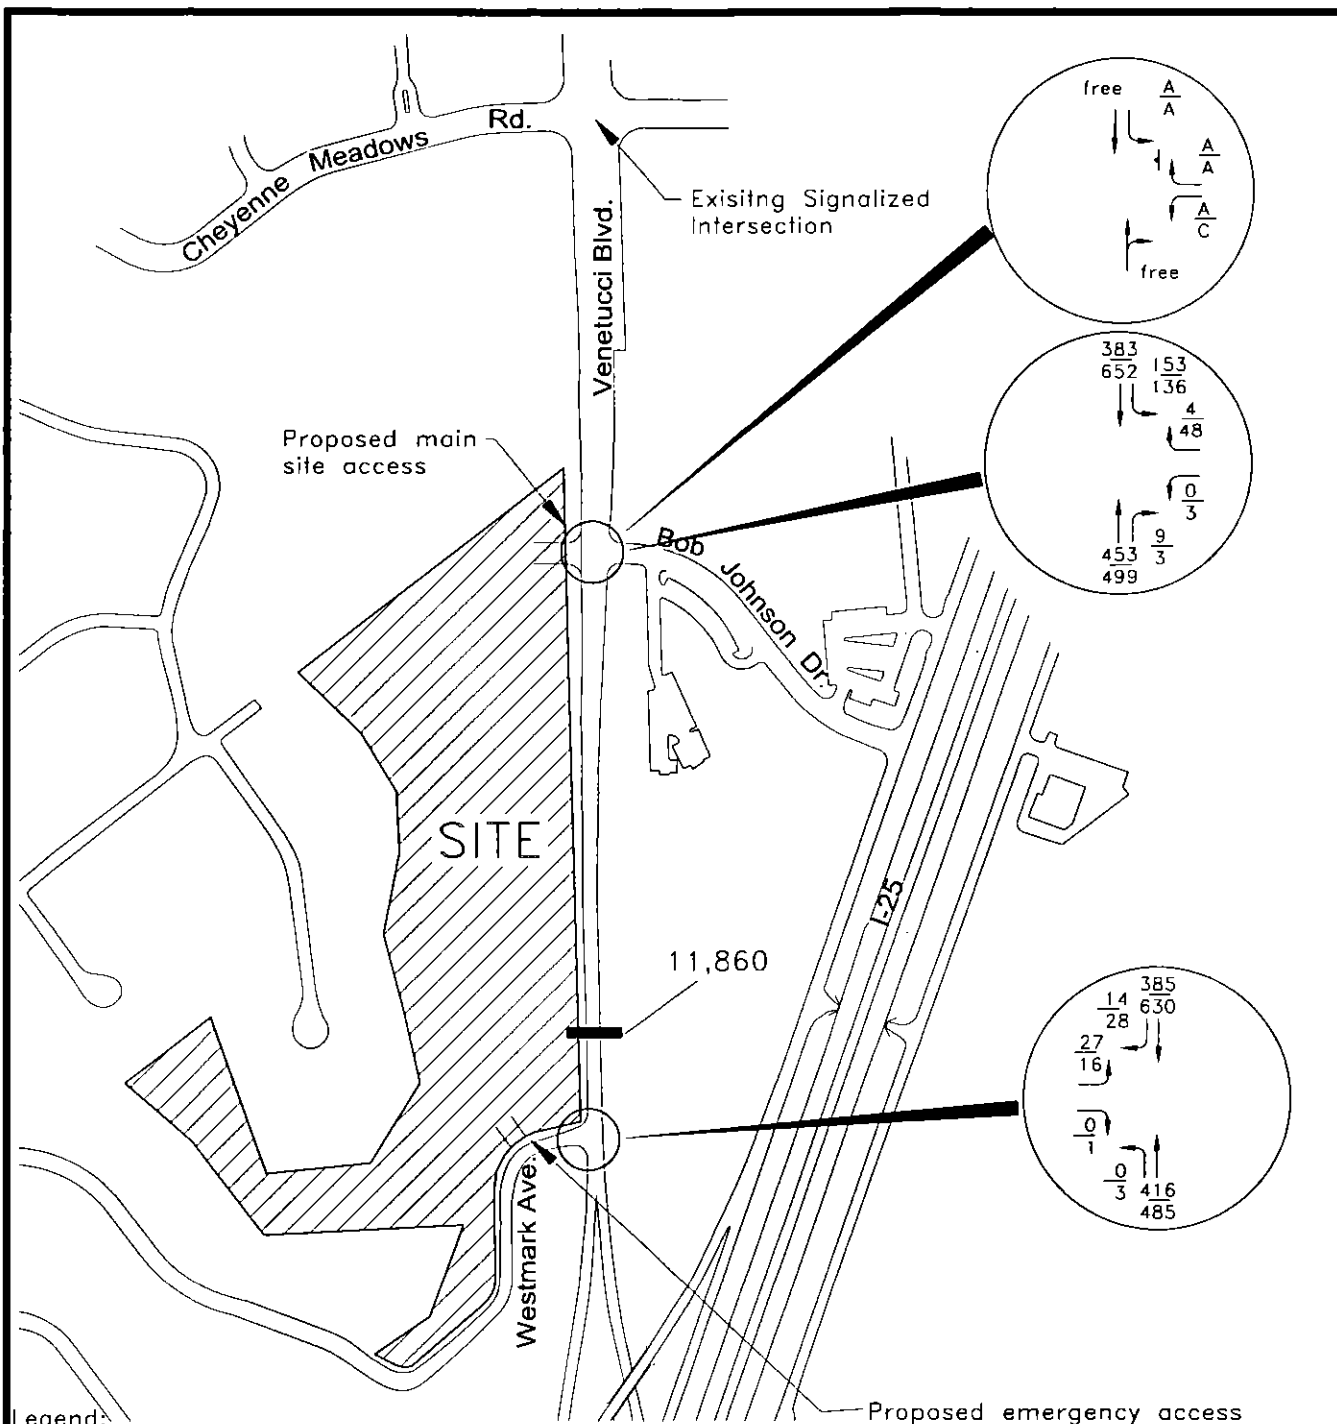 Cheyenne Meadows Rd.
Exisitng Signalized
Intersection
Venetucci Blvd.
free A
A
A
A
A
C
free
383
652
153
136
4
48
0
3
9
3
453
499
Proposed main
site access
Bob Johnson Dr.
SITE
I-25
11,860
385
630
14
28
27
16
0
1
0
3
416
485
Westmark Ave.
Legend:
Proposed emergency access